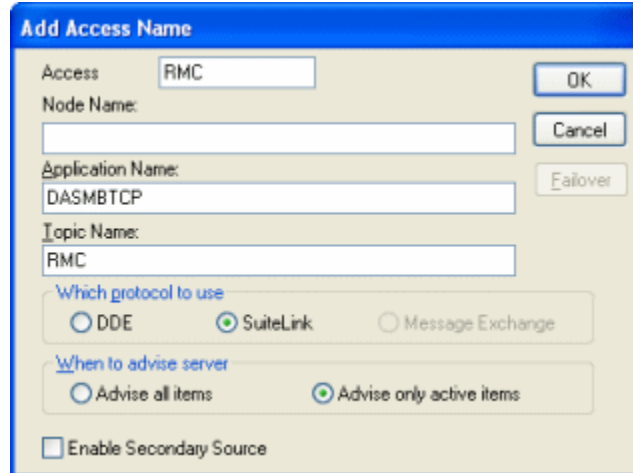 Add Access Name
Access RMC
OK
Node Name:
Cancel
Application Name:
Failover
DASMBTCP
Topic Name:
RMC
Which protocol to use
DDE SuiteLink Message Exchange
When to advise server
Advise all items Advise only active items
Enable Secondary Source